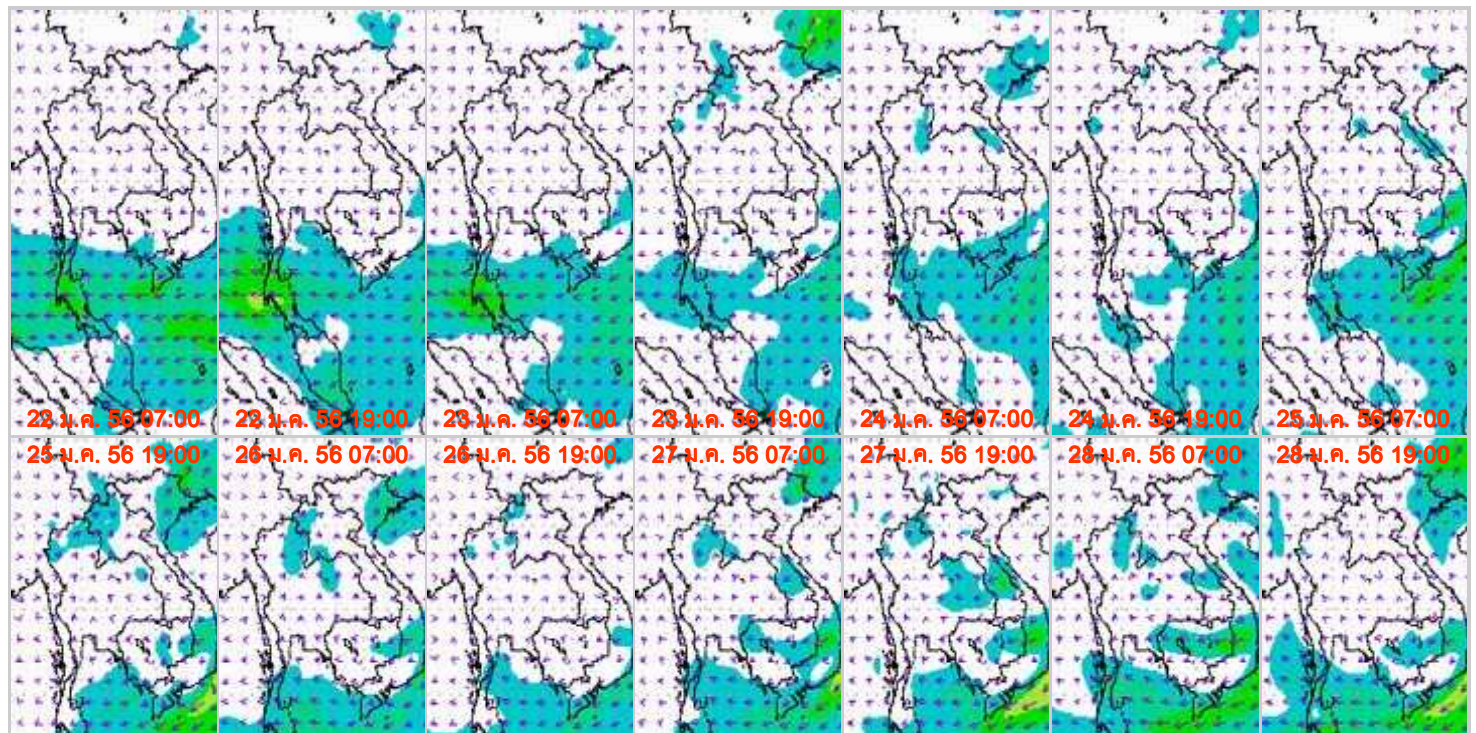 22 ม.ค. 56 07:00
22 ม.ค. 56 19:00
23 ม.ค. 56 07:00
23 ม.ค. 56 19:00
24 ม.ค. 56 07:00
24 ม.ค. 56 19:00
25 ม.ค. 56 07:00
25 ม.ค. 56 19:00
26 ม.ค. 56 07:00
26 ม.ค. 56 19:00
27 ม.ค. 56 07:00
27 ม.ค. 56 19:00
28 ม.ค. 56 07:00
28 ม.ค. 56 19:00